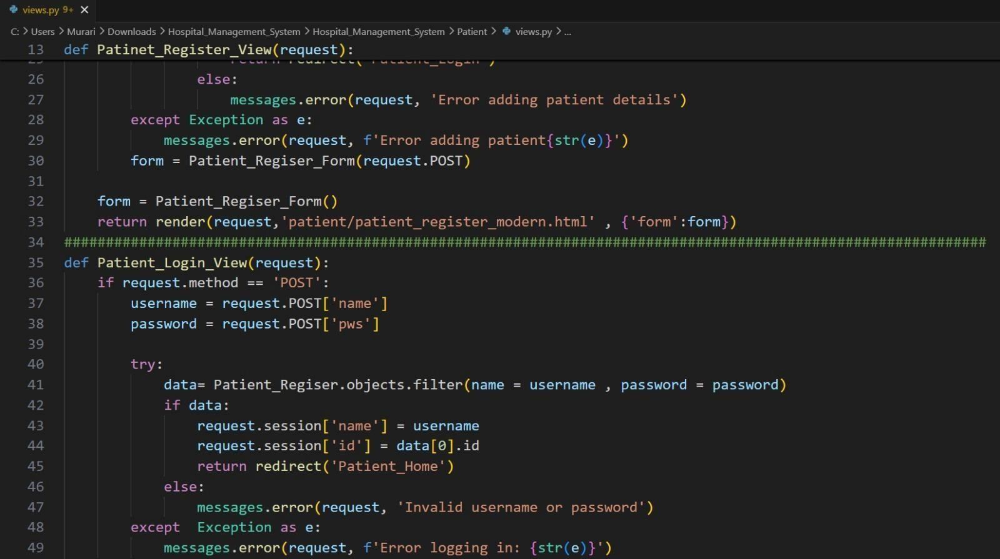 views.py 9+
C: > Users > Murari > Downloads > Hospital_Management_System > Hospital_Management_System > Patient > views.py > ...
13 def Patinet_Register_View(request):
25 return redirect('Patient_Login')
26 else:
27 messages.error(request, 'Error adding patient details')
28 except Exception as e:
29 messages.error(request, f'Error adding patient{str(e)}')
30 form = Patient_Regiser_Form(request.POST)
31
32 form = Patient_Regiser_Form()
33 return render(request,'patient/patient_register_modern.html' , {'form':form})
34 ###############################################################################################################
35 def Patient_Login_View(request):
36 if request.method == 'POST':
37 username = request.POST['name']
38 password = request.POST['pws']
39
40 try:
41 data= Patient_Regiser.objects.filter(name = username , password = password)
42 if data:
43 request.session['name'] = username
44 request.session['id'] = data[0].id
45 return redirect('Patient_Home')
46 else:
47 messages.error(request, 'Invalid username or password')
48 except  Exception as e:
49 messages.error(request, f'Error logging in: {str(e)}')